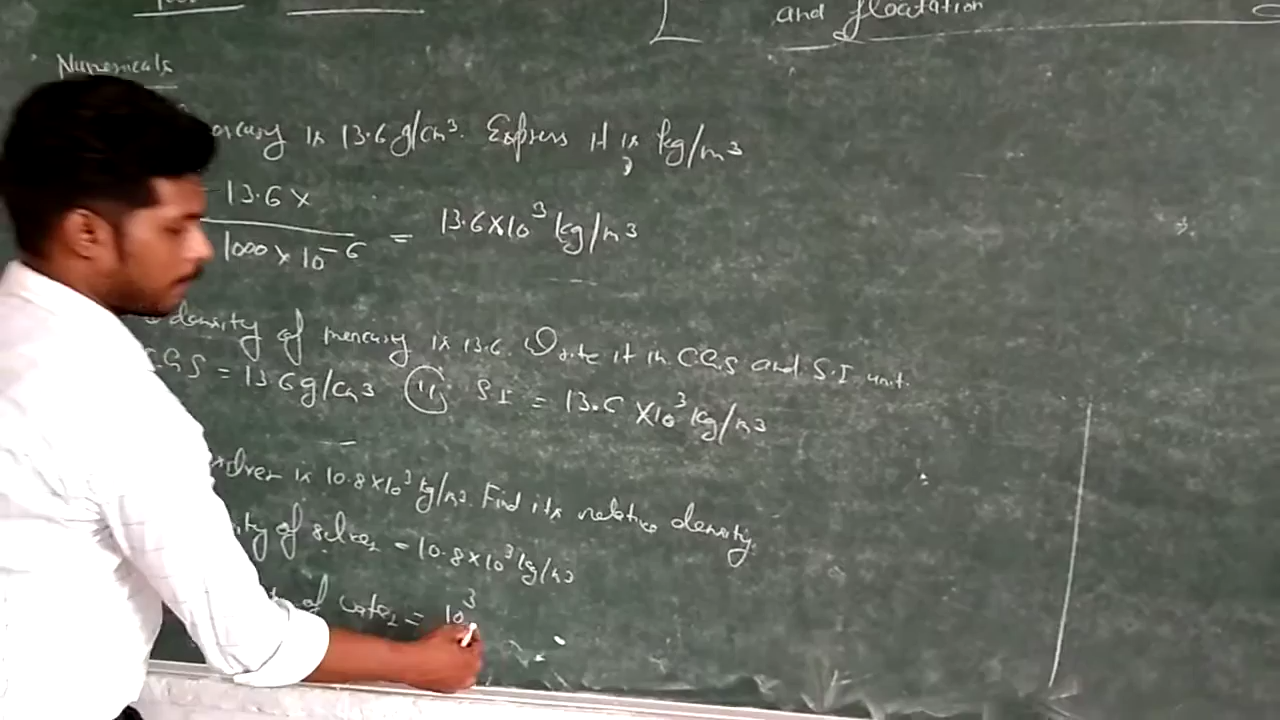 and floatation
Numericals
is 13.6 g/cm³. Express it in kg/m³
13.6 ×
1000 × 10⁻⁶ = 13.6×10³ kg/m³
density of mercury is 13.6. Write it in C.G.S and S.I unit.
= 13.6 g/cm³ (ii) SI = 13.6 ×10³ kg/m³
is 10.8×10³ kg/m³. Find its relative density.
of silver = 10.8×10³ kg/m³
of water = 10³